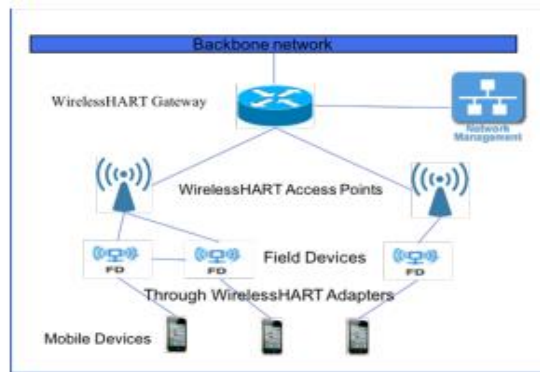 Backbone network
WirelessHART Gateway
Network
Management
WirelessHART Access Points
FD
FD
Field Devices
FD
Through WirelessHART Adapters
Mobile Devices